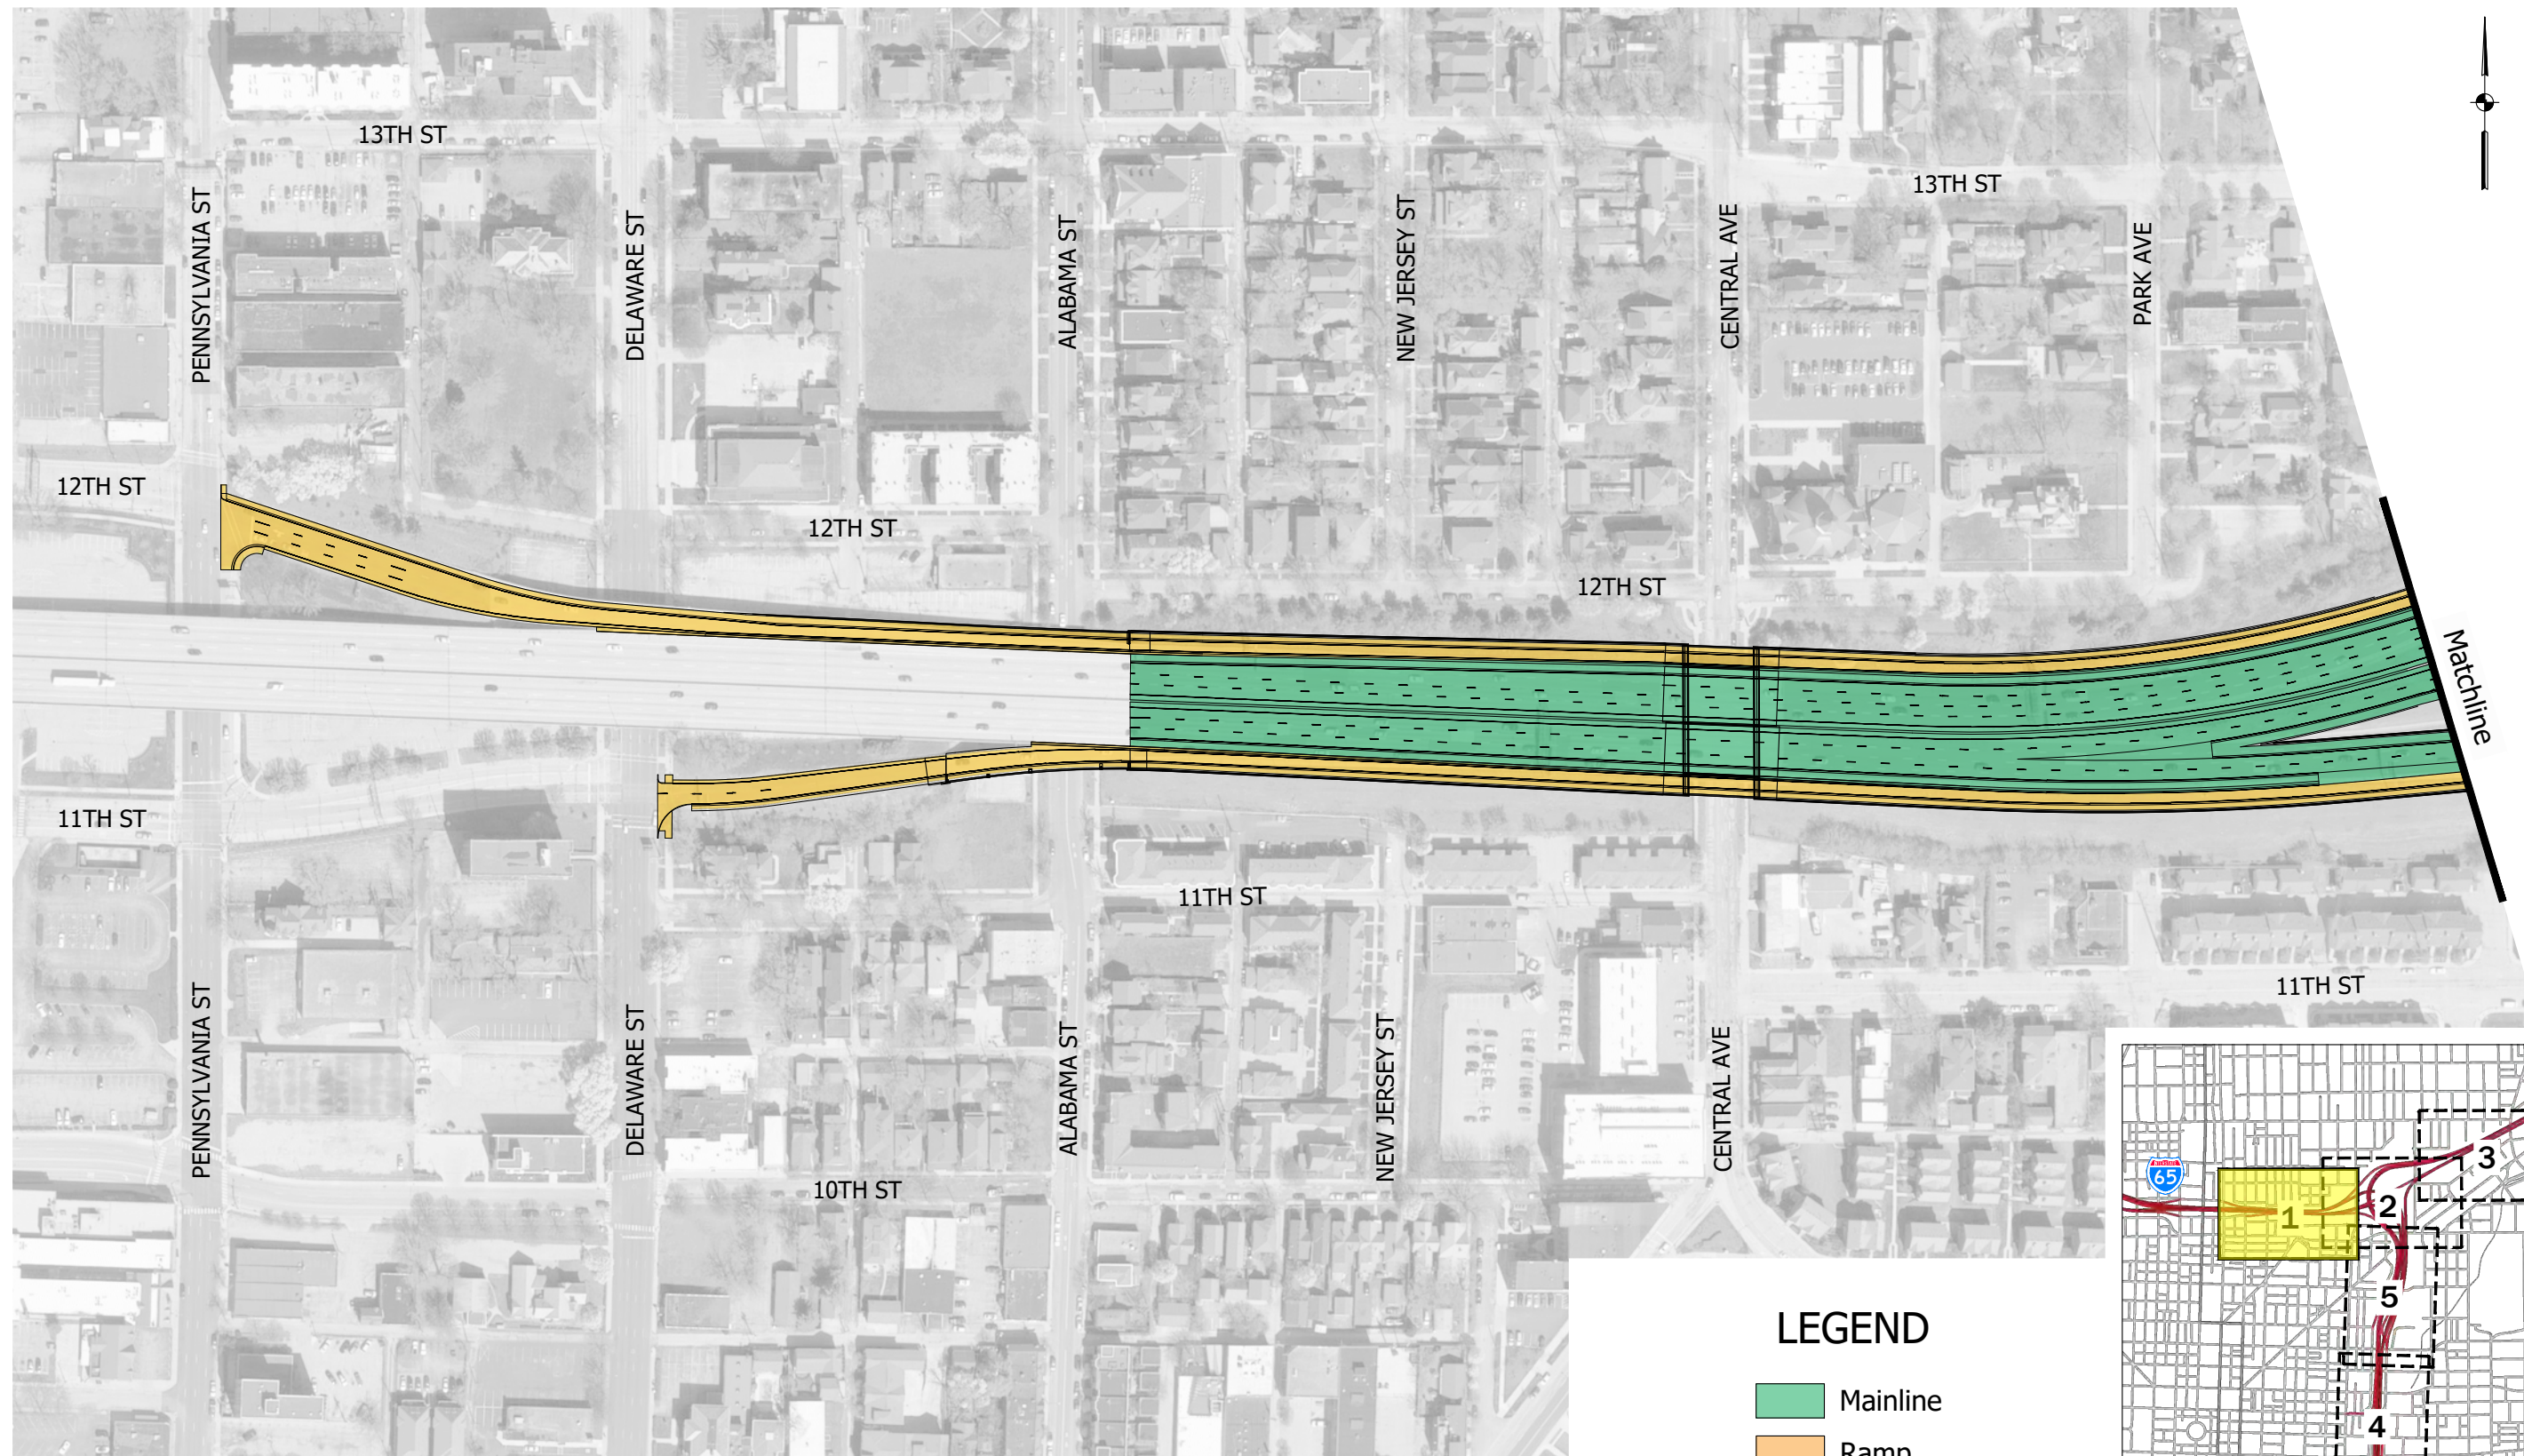 13TH ST
13TH ST
PENNSYLVANIA ST
DELAWARE ST
ALABAMA ST
NEW JERSEY ST
CENTRAL AVE
PARK AVE
12TH ST
12TH ST
12TH ST
Matchline
11TH ST
11TH ST
11TH ST
PENNSYLVANIA ST
DELAWARE ST
ALABAMA ST
NEW JERSEY ST
CENTRAL AVE
10TH ST
65
3
2
1
5
4
LEGEND
Mainline
Ramp